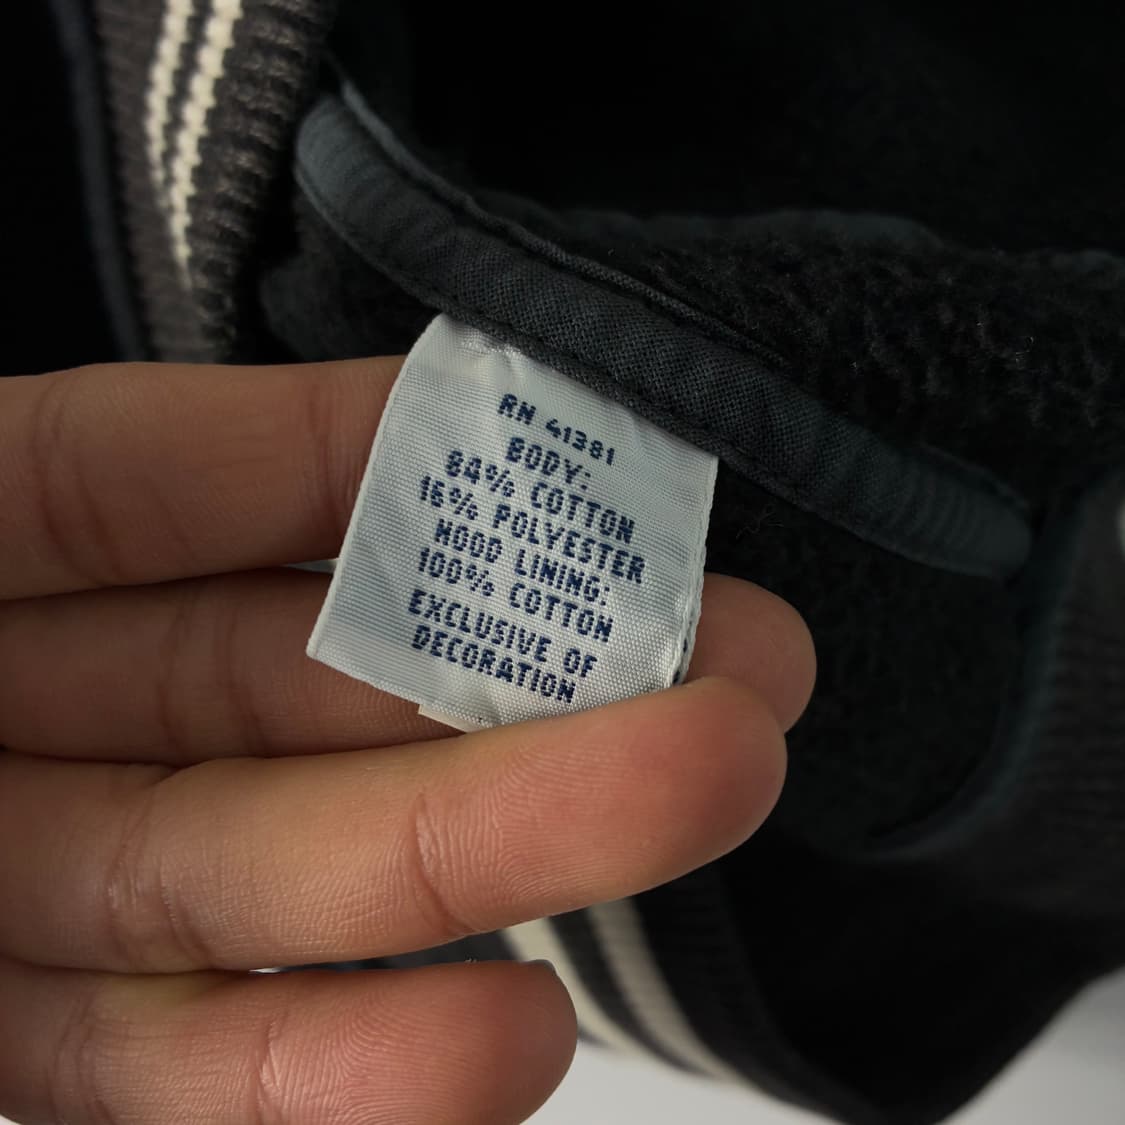 RN 41381
BODY:
84% COTTON
16% POLYESTER
HOOD LINING:
100% COTTON
EXCLUSIVE OF
DECORATION